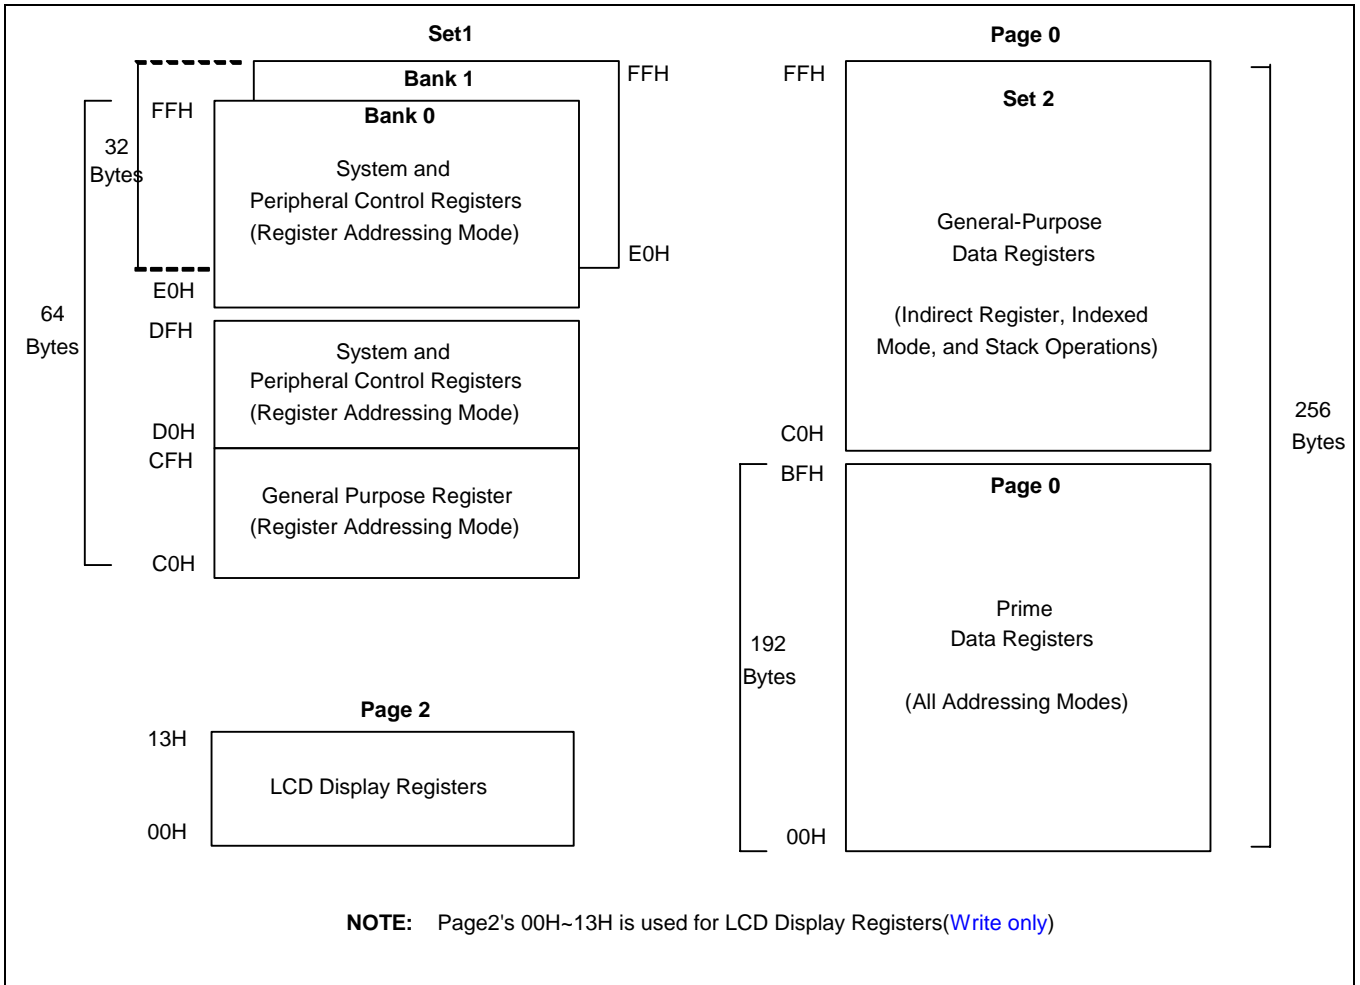 Set1
Bank 1
FFH
Bank 0
FFH
32
Bytes
System and
Peripheral Control Registers
(Register Addressing Mode)
E0H
E0H
64
Bytes
DFH
System and
Peripheral Control Registers
(Register Addressing Mode)
D0H
CFH
General Purpose Register
(Register Addressing Mode)
C0H
Page 2
13H
LCD Display Registers
00H
Page 0
FFH
Set 2
General-Purpose
Data Registers
(Indirect Register, Indexed
Mode, and Stack Operations)
C0H
256
Bytes
BFH
Page 0
Prime
Data Registers
(All Addressing Modes)
192
Bytes
00H
NOTE: Page2's 00H~13H is used for LCD Display Registers(Write only)